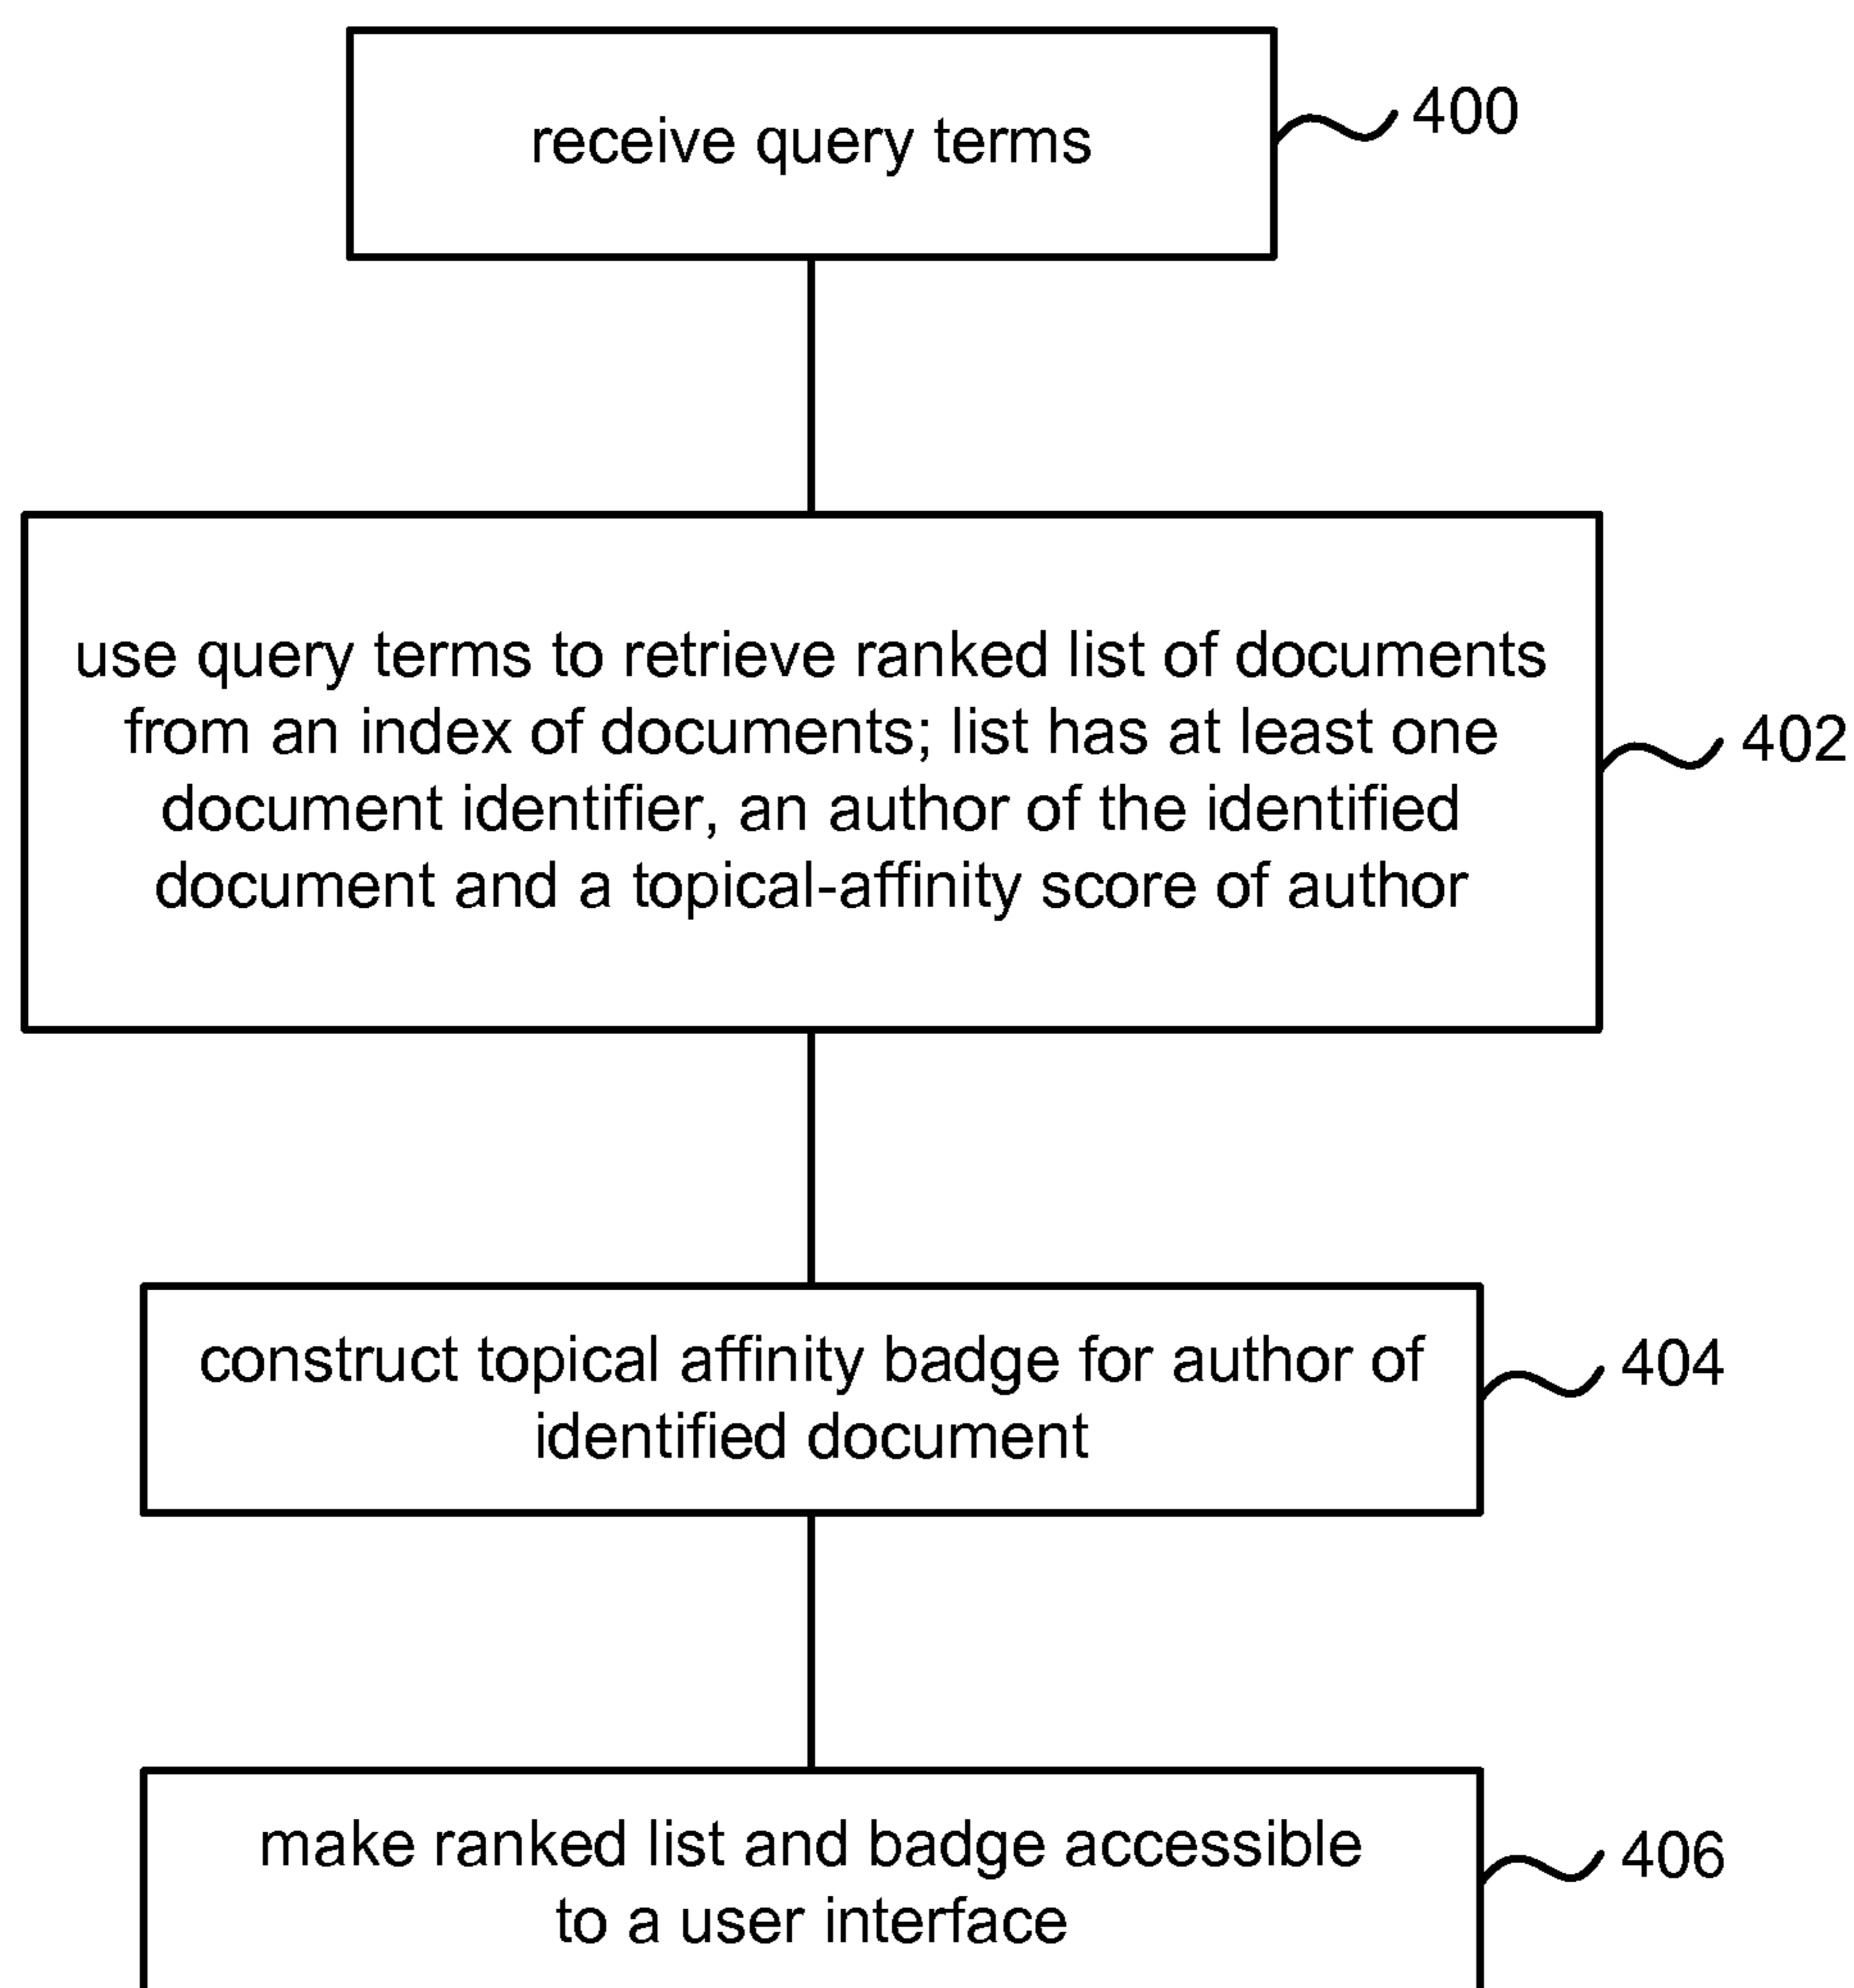 receive query terms
400
use query terms to retrieve ranked list of documents
from an index of documents; list has at least one
document identifier, an author of the identified
document and a topical-affinity score of author
402
construct topical affinity badge for author of
identified document
404
make ranked list and badge accessible
to a user interface
406